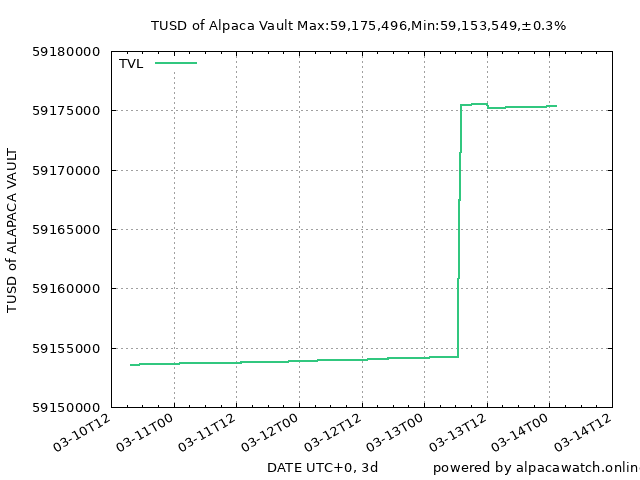 TUSD of Alpaca Vault Max:59,175,496,Min:59,153,549,±0.3%
59180000
TVL
59175000
59170000
59165000
59160000
59155000
59150000
TUSD of ALAPACA VAULT
03-10T12
03-11T00
03-11T12
03-12T00
03-12T12
03-13T00
03-13T12
03-14T00
03-14T12
DATE UTC+0, 3d
powered by alpacawatch.onlin